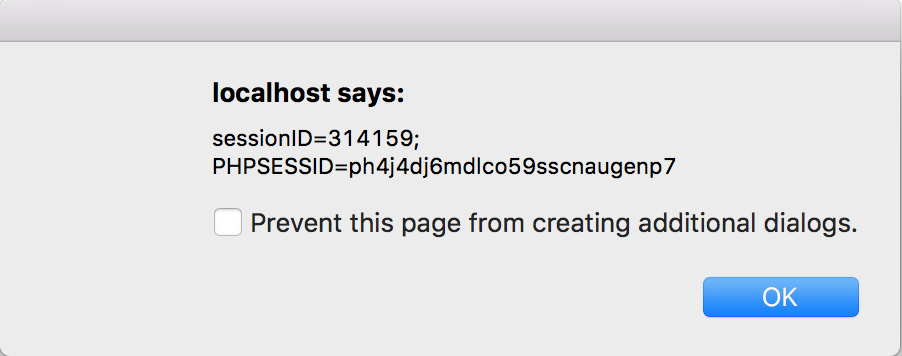 localhost says:
sessionID=314159;
PHPSESSID=ph4j4dj6mdlco59sscnaugenp7
Prevent this page from creating additional dialogs.
OK